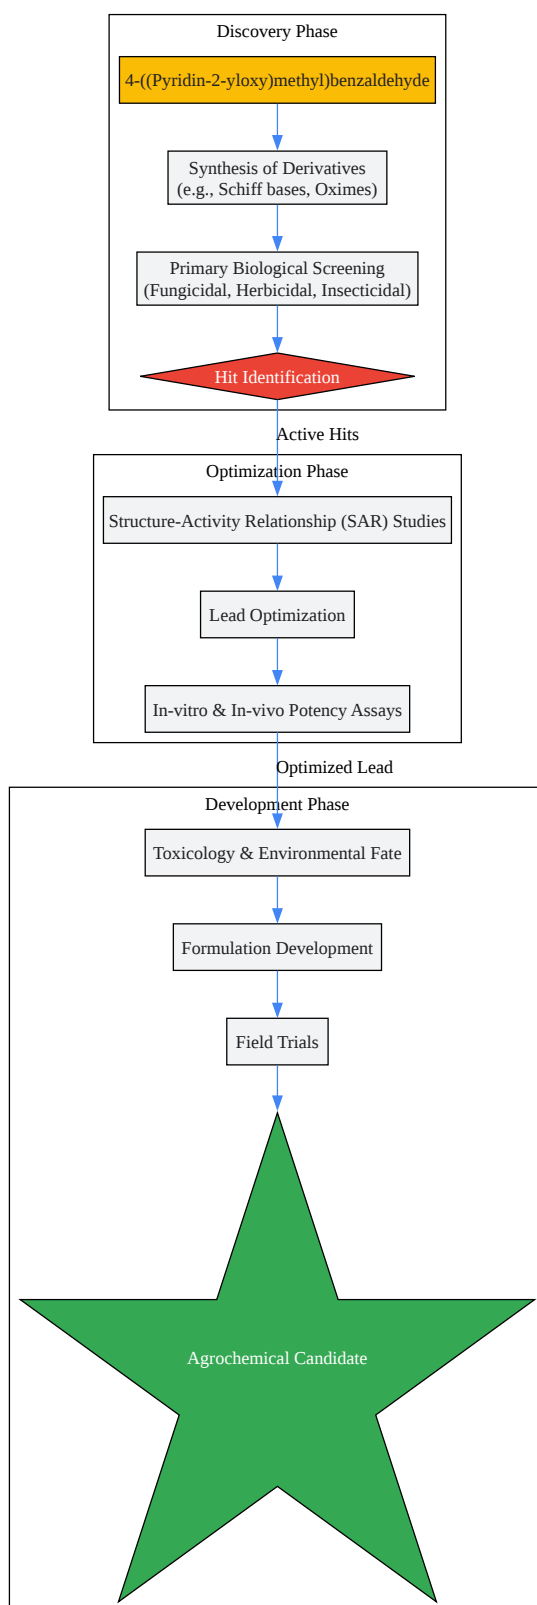 Discovery Phase
4-((Pyridin-2-yloxy)methyl)benzaldehyde
Synthesis of Derivatives
(e.g., Schiff bases, Oximes)
Primary Biological Screening
(Fungicidal, Herbicidal, Insecticidal)
Hit Identification
Active Hits
Optimization Phase
Structure-Activity Relationship (SAR) Studies
Lead Optimization
In-vitro & In-vivo Potency Assays
Optimized Lead
Development Phase
Toxicology & Environmental Fate
Formulation Development
Field Trials
Agrochemical Candidate